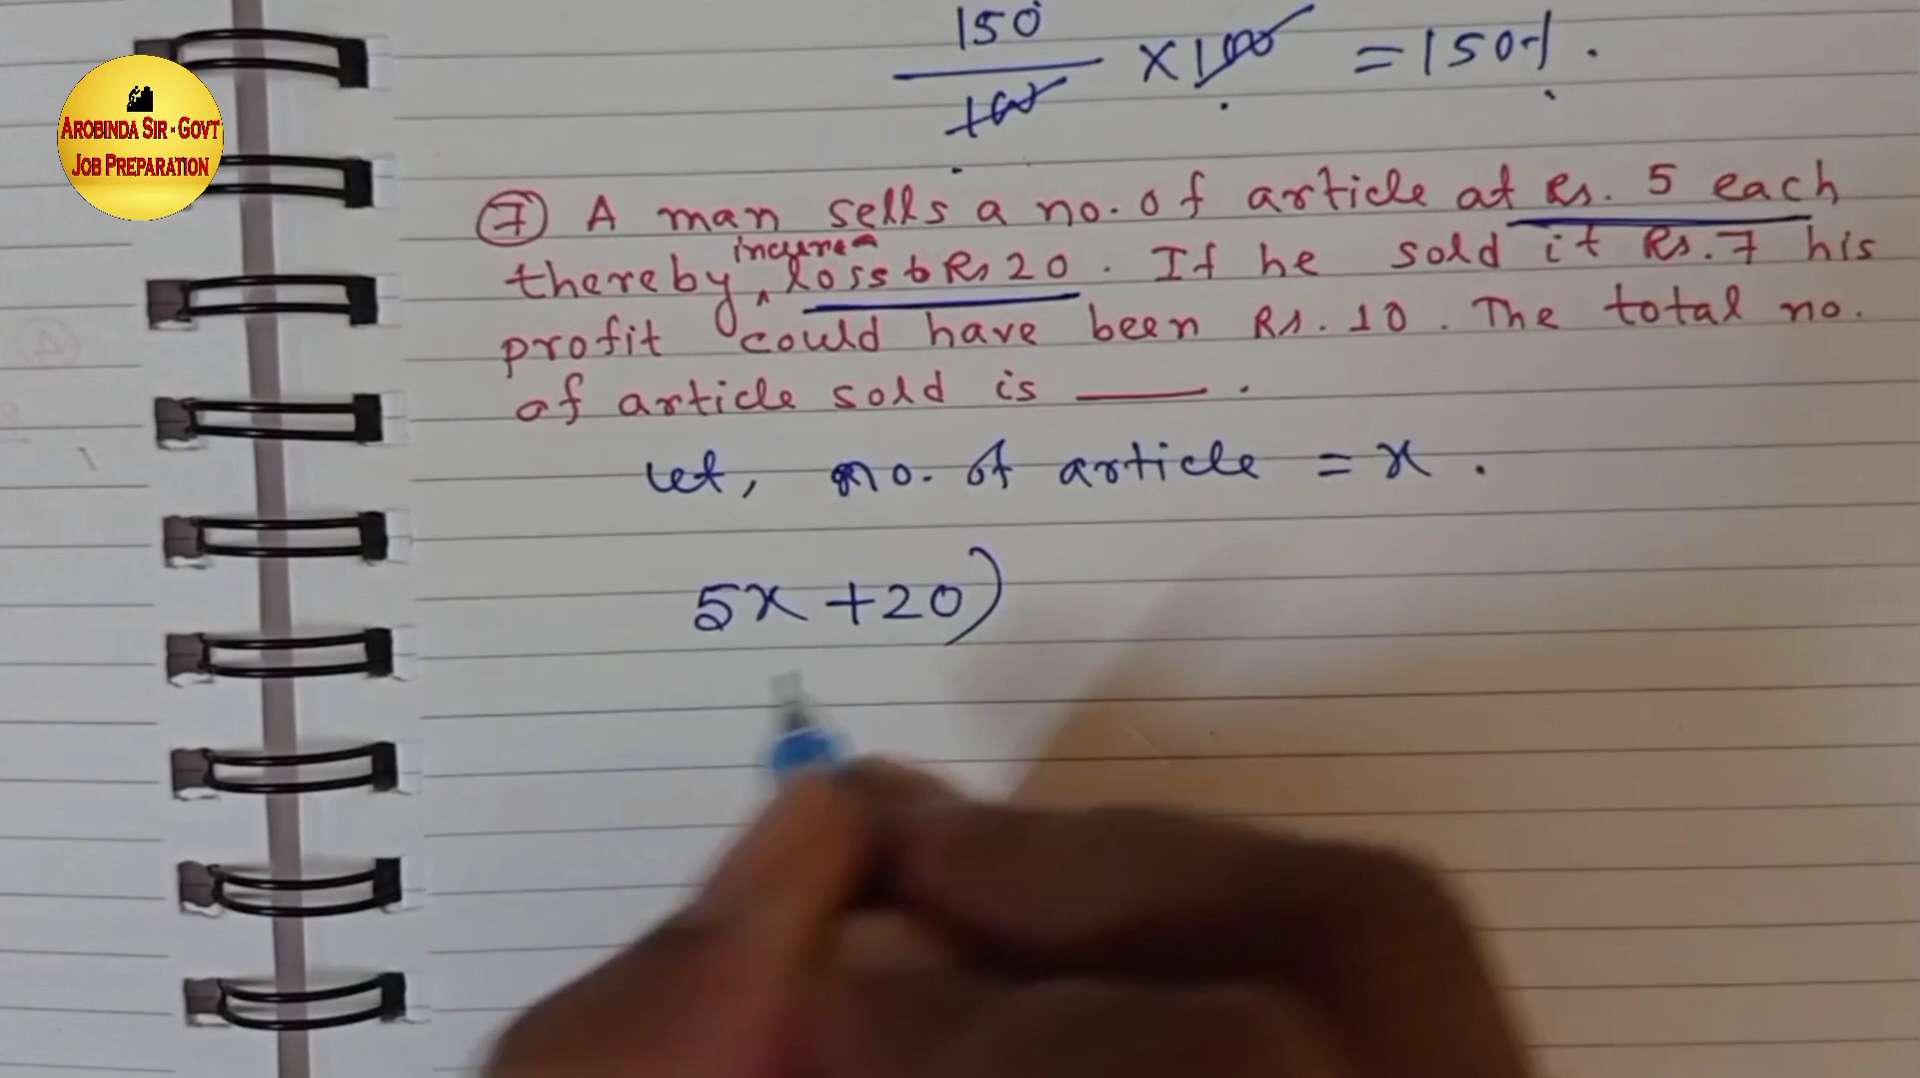 AROBINDA SIR - GOVT
JOB PREPARATION
150
100 × 100 = 150%.
⑦ A man sells a no. of article at Rs. 5 each
thereby incurred loss to Rs 20. If he sold it Rs. 7 his
profit could have been Rs. 10. The total no.
of article sold is ___.
Let, no. of article = x.
5x + 20)